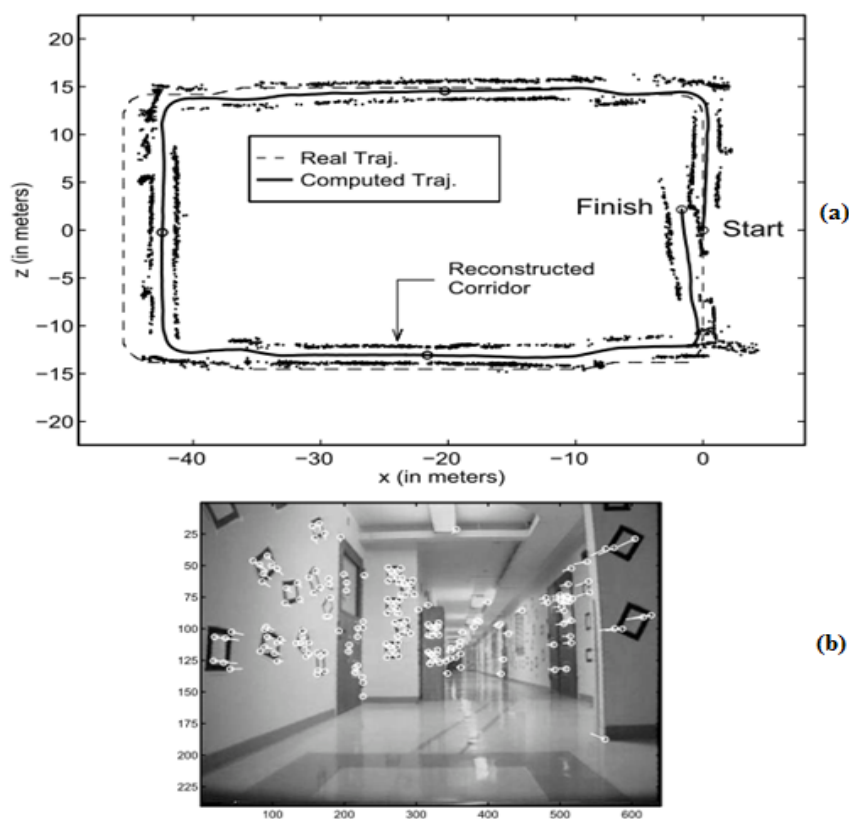 20
15
10
5
0
−5
−10
−15
−20
z (in meters)
Real Traj.
Computed Traj.
Finish
Start
Reconstructed
Corridor
−40
−30
−20
−10
0
x (in meters)
(a)
25
50
75
100
125
150
175
200
225
100
200
300
400
500
600
(b)